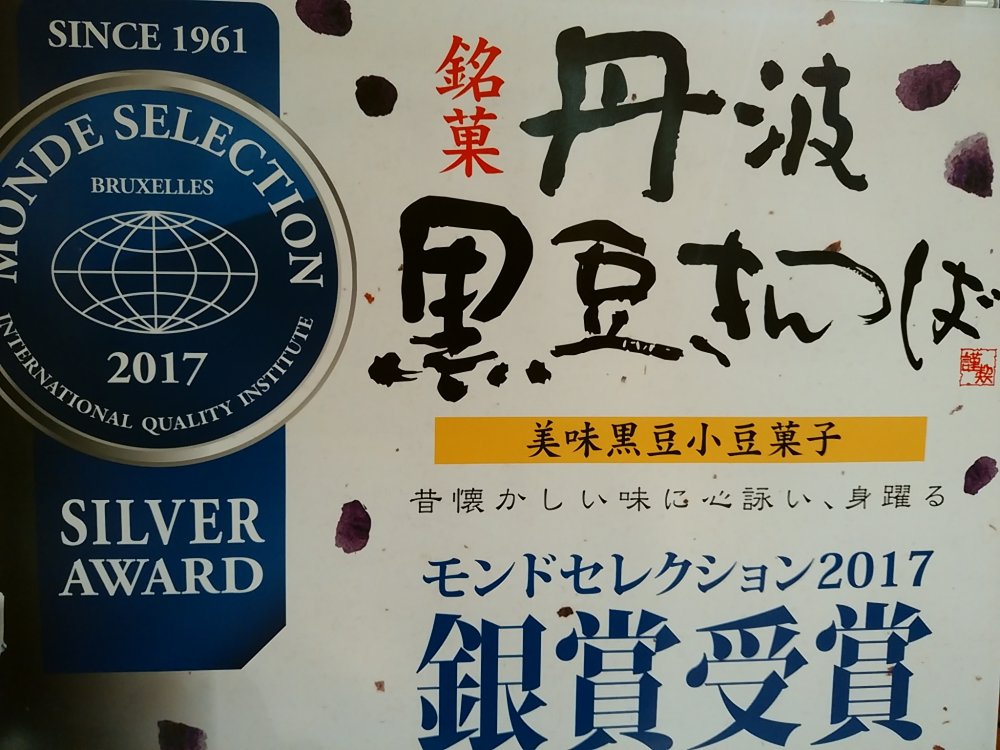 SINCE 1961
MONDE SELECTION
BRUXELLES
2017
INTERNATIONAL QUALITY INSTITUTE
SILVER
AWARD
銘菓
丹波
黒豆きんつば
謹製
美味黒豆小豆菓子
昔懐かしい味に心詠い、身躍る
モンドセレクション2017
銀賞受賞